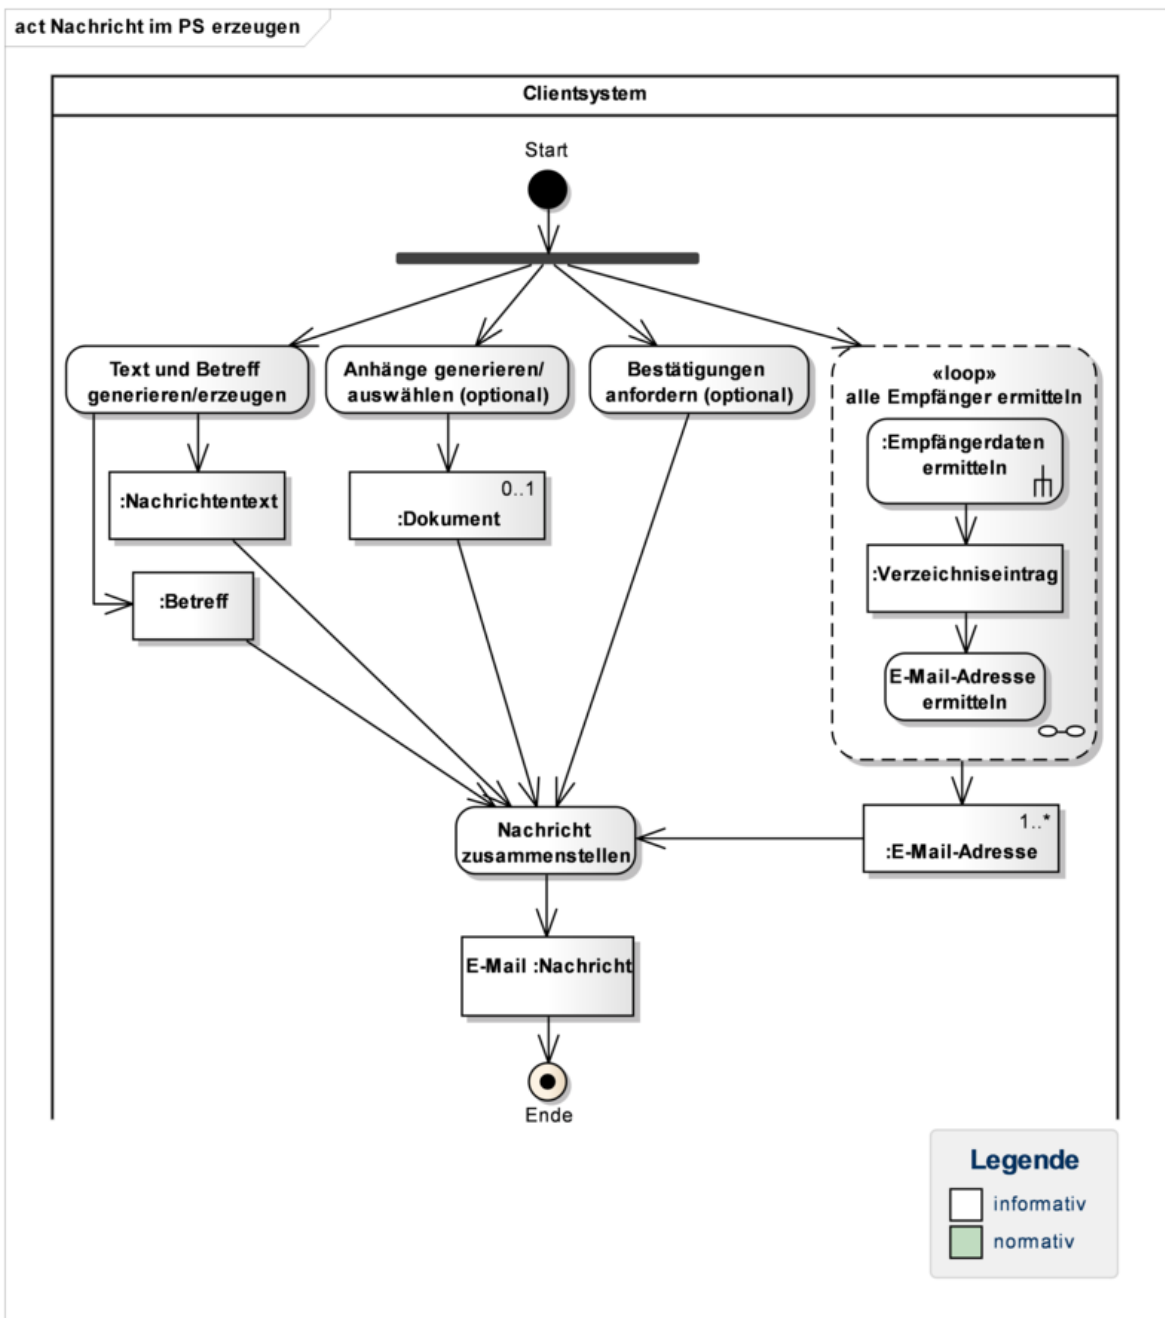 act Nachricht im PS erzeugen
Clientsystem
Start
Text und Betreff
generieren/erzeugen
Anhänge generieren/
auswählen (optional)
Bestätigungen
anfordern (optional)
«loop»
alle Empfänger ermitteln
:Empfängerdaten
ermitteln
:Nachrichtentext
0..1
:Dokument
:Verzeichniseintrag
:Betreff
E-Mail-Adresse
ermitteln
Nachricht
zusammenstellen
1..*
:E-Mail-Adresse
E-Mail :Nachricht
Ende
Legende
informativ
normativ